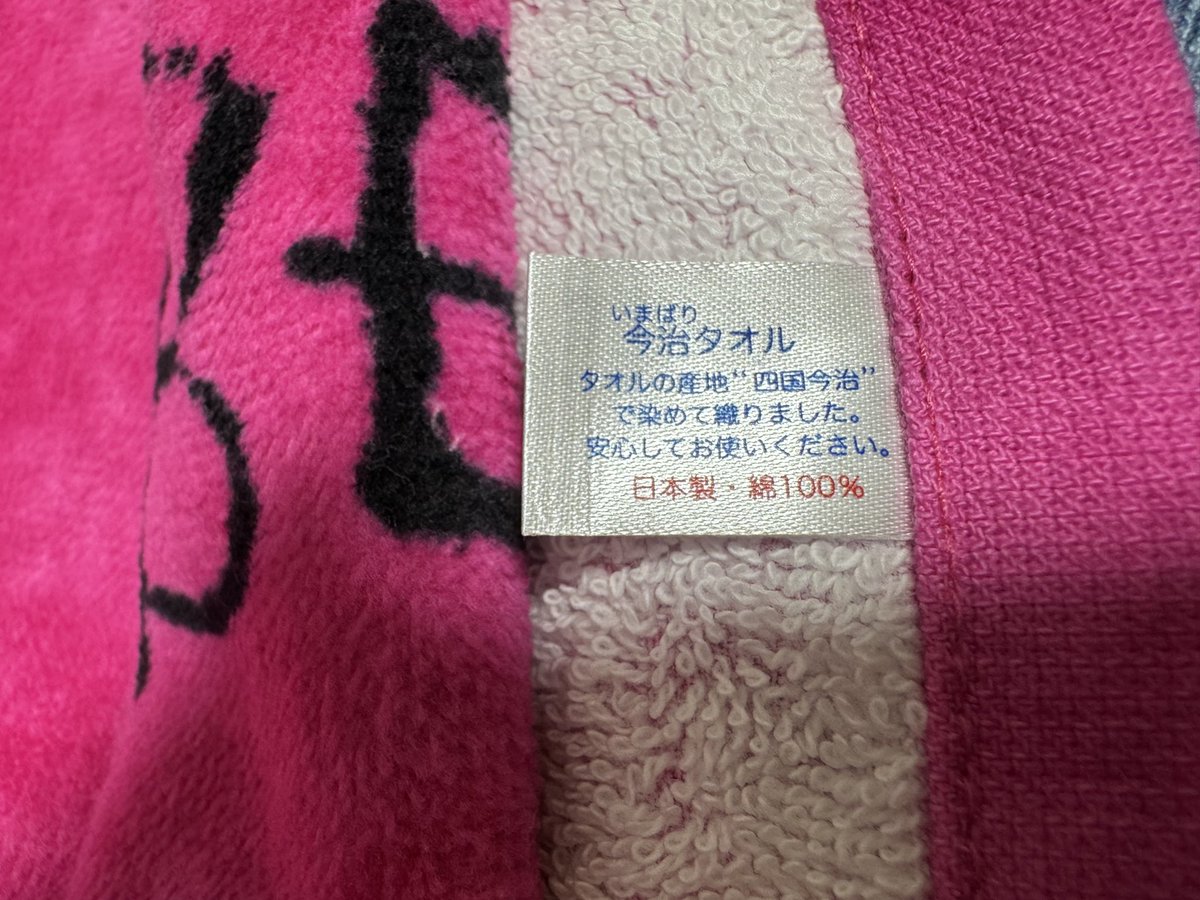 いまばり
今治タオル
タオルの産地"四国今治"
で染めて織りました。
安心してお使いください。
日本製・綿100%